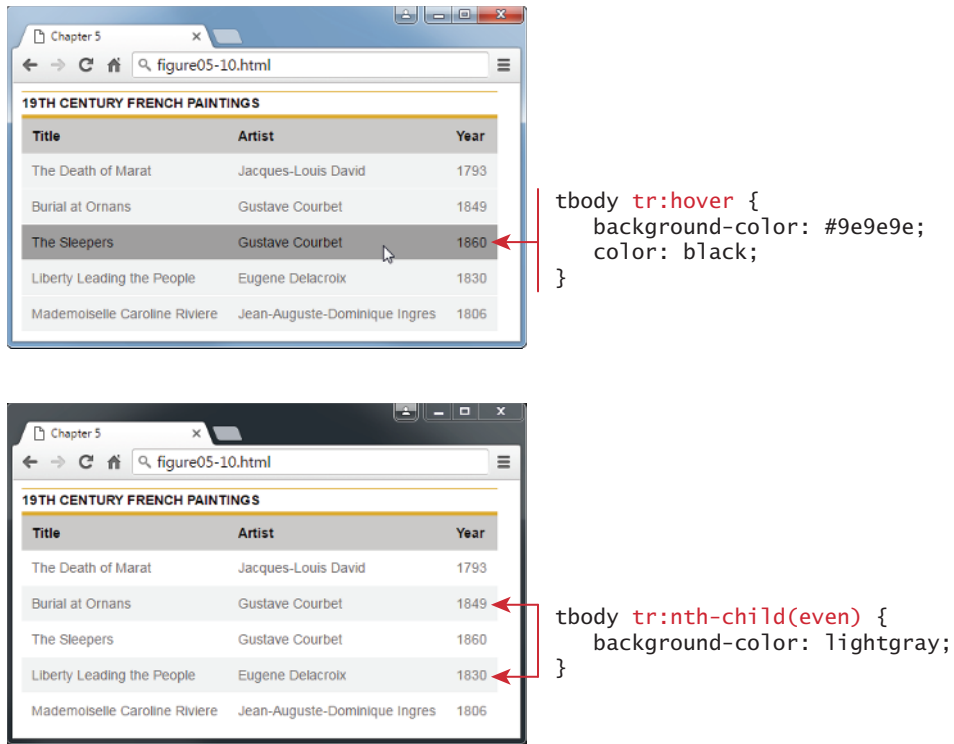 Chapter 5
figure05-10.html
19TH CENTURY FRENCH PAINTINGS
Title Artist Year
The Death of Marat Jacques-Louis David 1793
Burial at Ornans Gustave Courbet 1849
The Sleepers Gustave Courbet 1860
Liberty Leading the People Eugene Delacroix 1830
Mademoiselle Caroline Riviere Jean-Auguste-Dominique Ingres 1806
tbody tr:hover {
background-color: #9e9e9e;
color: black;
}
Chapter 5
figure05-10.html
19TH CENTURY FRENCH PAINTINGS
Title Artist Year
The Death of Marat Jacques-Louis David 1793
Burial at Ornans Gustave Courbet 1849
The Sleepers Gustave Courbet 1860
Liberty Leading the People Eugene Delacroix 1830
Mademoiselle Caroline Riviere Jean-Auguste-Dominique Ingres 1806
tbody tr:nth-child(even) {
background-color: lightgray;
}